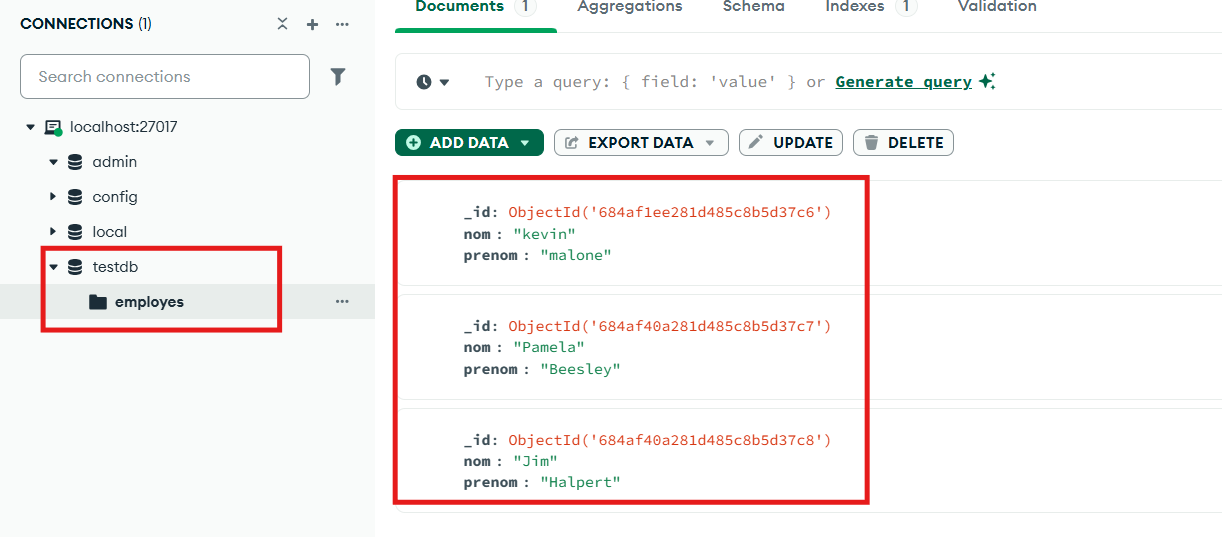 CONNECTIONS (1)
Search connections
localhost:27017
admin
config
local
testdb
employes
Documents 1 Aggregations Schema Indexes 1 Validation
Type a query: { field: 'value' } or Generate query
ADD DATA EXPORT DATA UPDATE DELETE
_id: ObjectId('684af1ee281d485c8b5d37c6')
nom : "kevin"
prenom : "malone"
_id: ObjectId('684af40a281d485c8b5d37c7')
nom : "Pamela"
prenom : "Beesley"
_id: ObjectId('684af40a281d485c8b5d37c8')
nom : "Jim"
prenom : "Halpert"